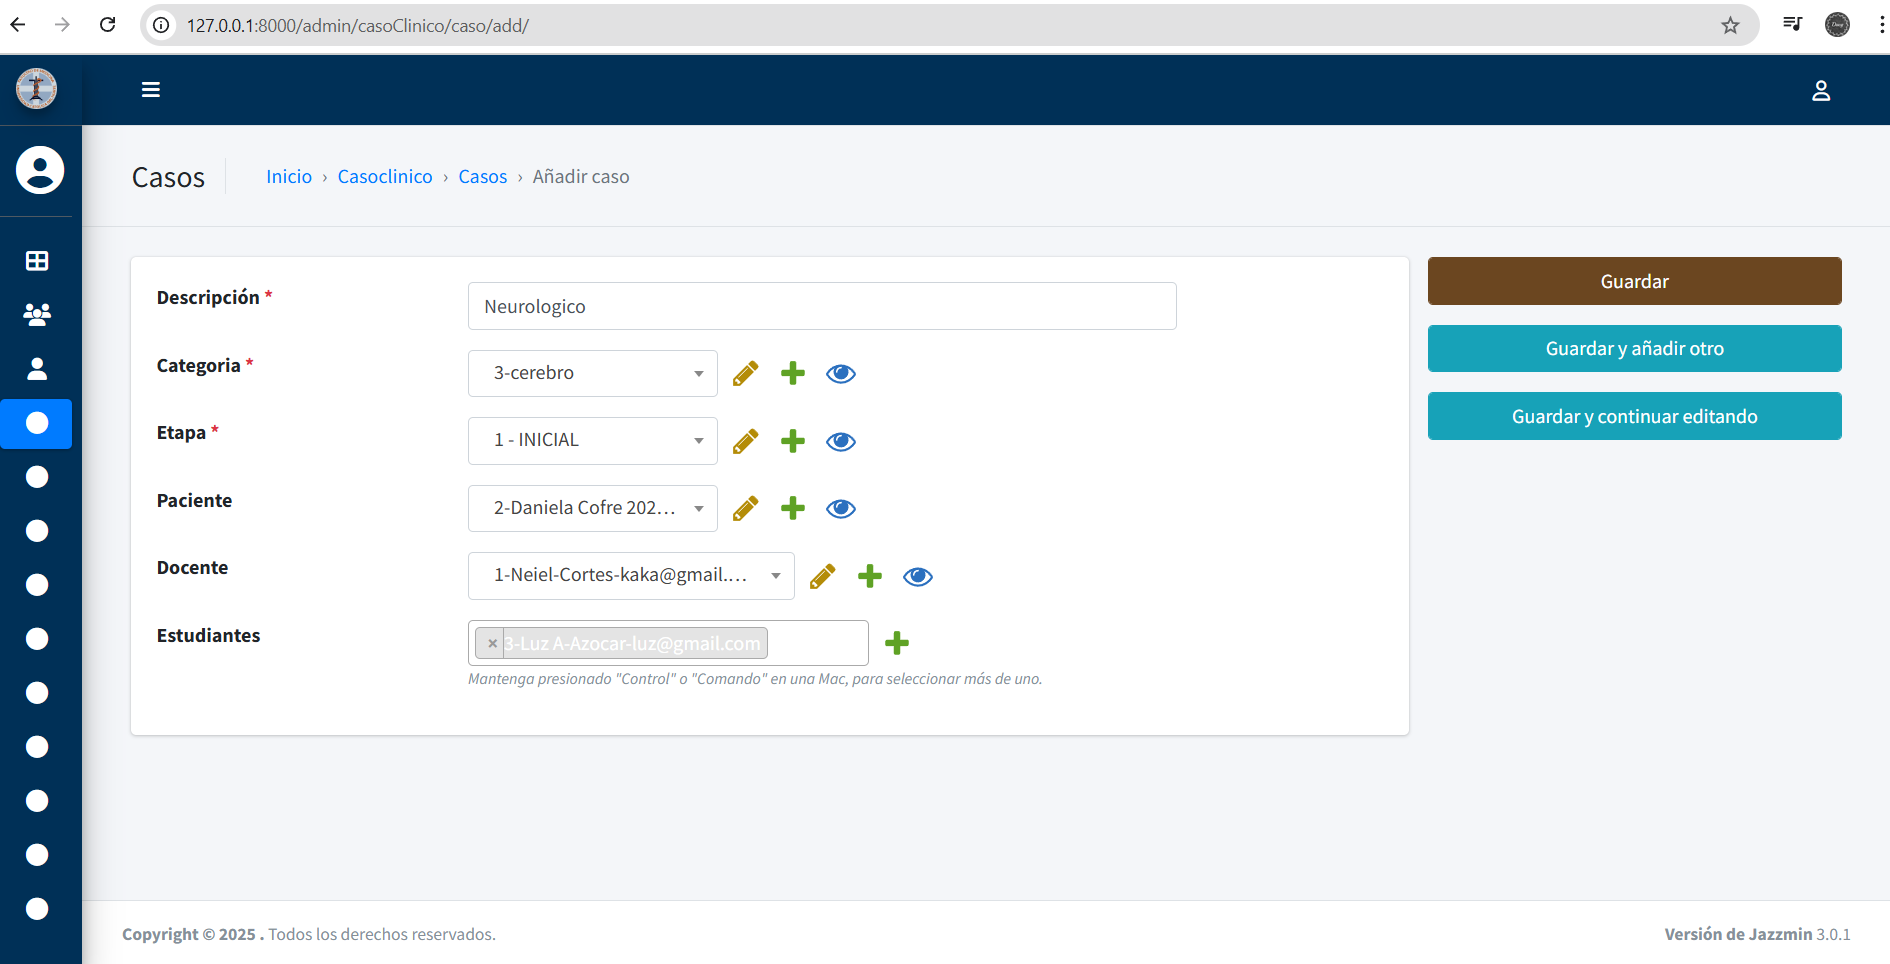 127.0.0.1:8000/admin/casoClinico/caso/add/
Casos
Inicio › Casoclinico › Casos › Añadir caso
Descripción *
Neurologico
Categoria *
3-cerebro
Etapa *
1 - INICIAL
Paciente
2-Daniela Cofre 202...
Docente
1-Neiel-Cortes-kaka@gmail....
Estudiantes
× 3-Luz A-Azocar-luz@gmail.com
Mantenga presionado "Control" o "Comando" en una Mac, para seleccionar más de uno.
Guardar
Guardar y añadir otro
Guardar y continuar editando
Copyright © 2025 . Todos los derechos reservados.
Versión de Jazzmin 3.0.1